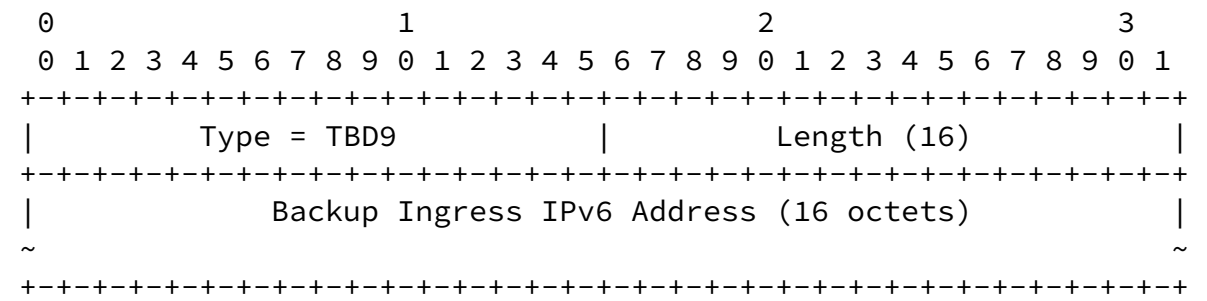 0                   1                   2                   3
 0 1 2 3 4 5 6 7 8 9 0 1 2 3 4 5 6 7 8 9 0 1 2 3 4 5 6 7 8 9 0 1
+-+-+-+-+-+-+-+-+-+-+-+-+-+-+-+-+-+-+-+-+-+-+-+-+-+-+-+-+-+-+-+-+
|         Type = TBD9           |         Length (16)           |
+-+-+-+-+-+-+-+-+-+-+-+-+-+-+-+-+-+-+-+-+-+-+-+-+-+-+-+-+-+-+-+-+
|             Backup Ingress IPv6 Address (16 octets)           |
~                                                               ~
+-+-+-+-+-+-+-+-+-+-+-+-+-+-+-+-+-+-+-+-+-+-+-+-+-+-+-+-+-+-+-+-+